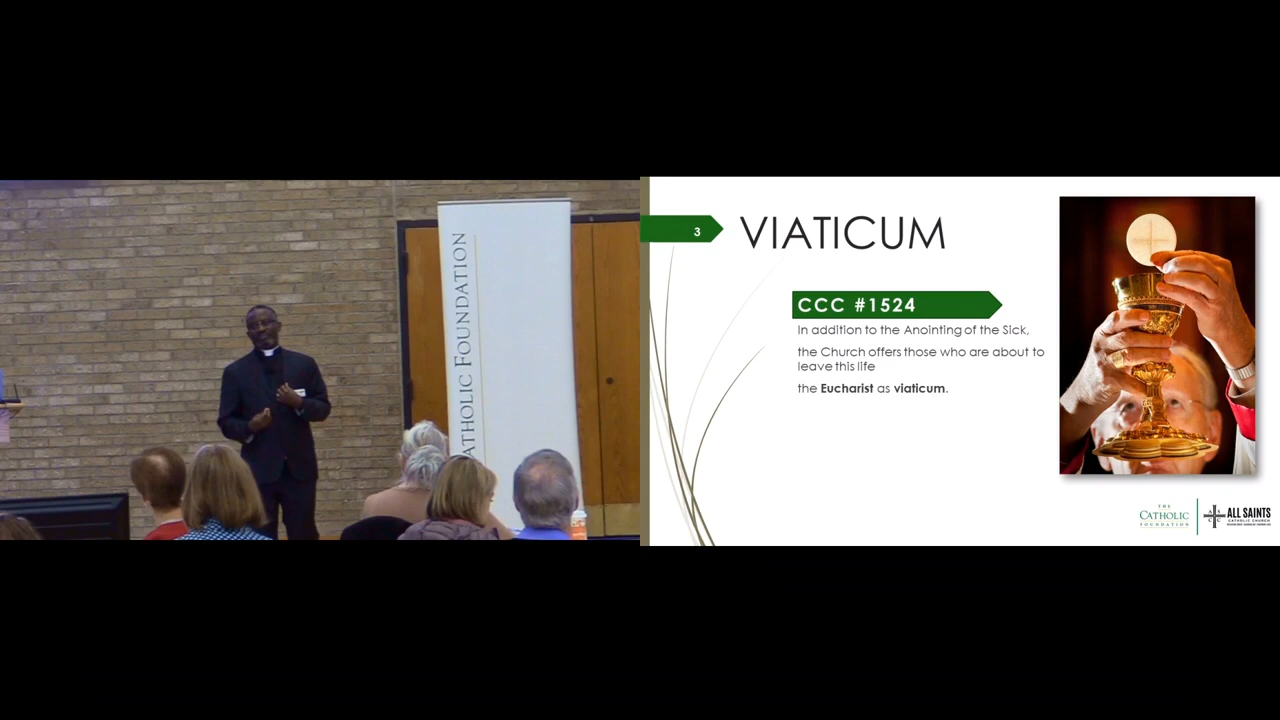 CATHOLIC FOUNDATION
3
VIATICUM
CCC #1524
In addition to the Anointing of the Sick,
the Church offers those who are about to
leave this life
the Eucharist as viaticum.
THE
CATHOLIC
FOUNDATION
ALL SAINTS
CATHOLIC CHURCH